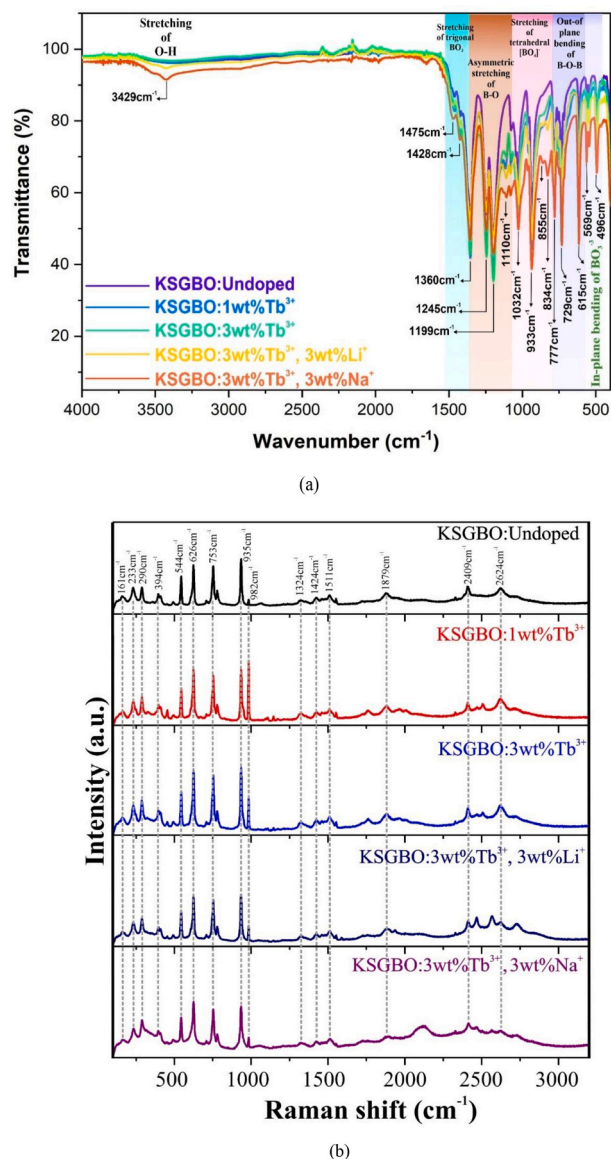 Stretching
of
O-H
Stretching
of trigonal
BO₃
Asymmetric
stretching
of
B-O
Stretching
of
tetrahedral
[BO₄]
Out-of
plane
bending
of
B-O-B
Transmittance (%)
100
80
60
40
20
3429cm⁻¹
1475cm⁻¹
1428cm⁻¹
1360cm⁻¹
1245cm⁻¹
1199cm⁻¹
1110cm⁻¹
1032cm⁻¹
933cm⁻¹
855cm⁻¹
834cm⁻¹
777cm⁻¹
729cm⁻¹
615cm⁻¹
569cm⁻¹
496cm⁻¹
In-plane bending of BO₃⁻³
KSGBO:Undoped
KSGBO:1wt%Tb³⁺
KSGBO:3wt%Tb³⁺
KSGBO:3wt%Tb³⁺, 3wt%Li⁺
KSGBO:3wt%Tb³⁺, 3wt%Na⁺
4000 3500 3000 2500 2000 1500 1000 500
Wavenumber (cm⁻¹)
(a)
161cm⁻¹
233cm⁻¹
290cm⁻¹
394cm⁻¹
544cm⁻¹
626cm⁻¹
753cm⁻¹
935cm⁻¹
982cm⁻¹
1324cm⁻¹
1424cm⁻¹
1511cm⁻¹
1879cm⁻¹
2409cm⁻¹
2624cm⁻¹
KSGBO:Undoped
KSGBO:1wt%Tb³⁺
KSGBO:3wt%Tb³⁺
KSGBO:3wt%Tb³⁺, 3wt%Li⁺
KSGBO:3wt%Tb³⁺,3wt%Na⁺
Intensity (a.u.)
500 1000 1500 2000 2500 3000
Raman shift (cm⁻¹)
(b)